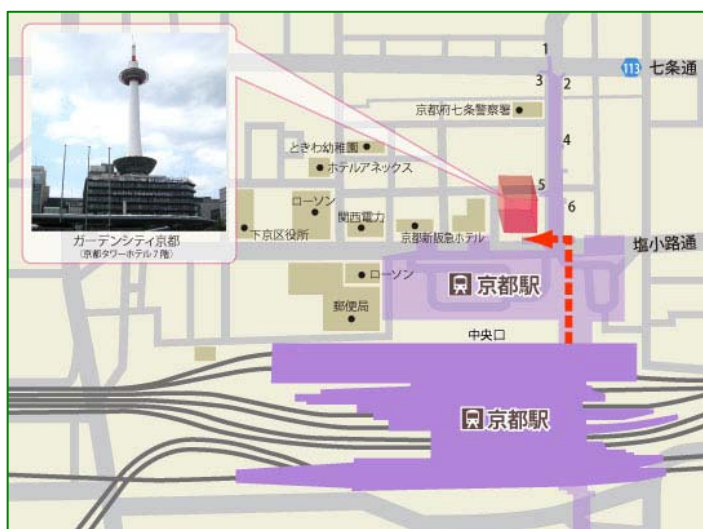 1
3
2
113
七条通
京都府七条警察署
ときわ幼稚園
4
ホテルアネックス
5
ローソン
6
関西電力
下京区役所
京都新阪急ホテル
ガーデンシティ京都
(京都タワーホテル7階)
塩小路通
ローソン
京都駅
郵便局
中央口
京都駅